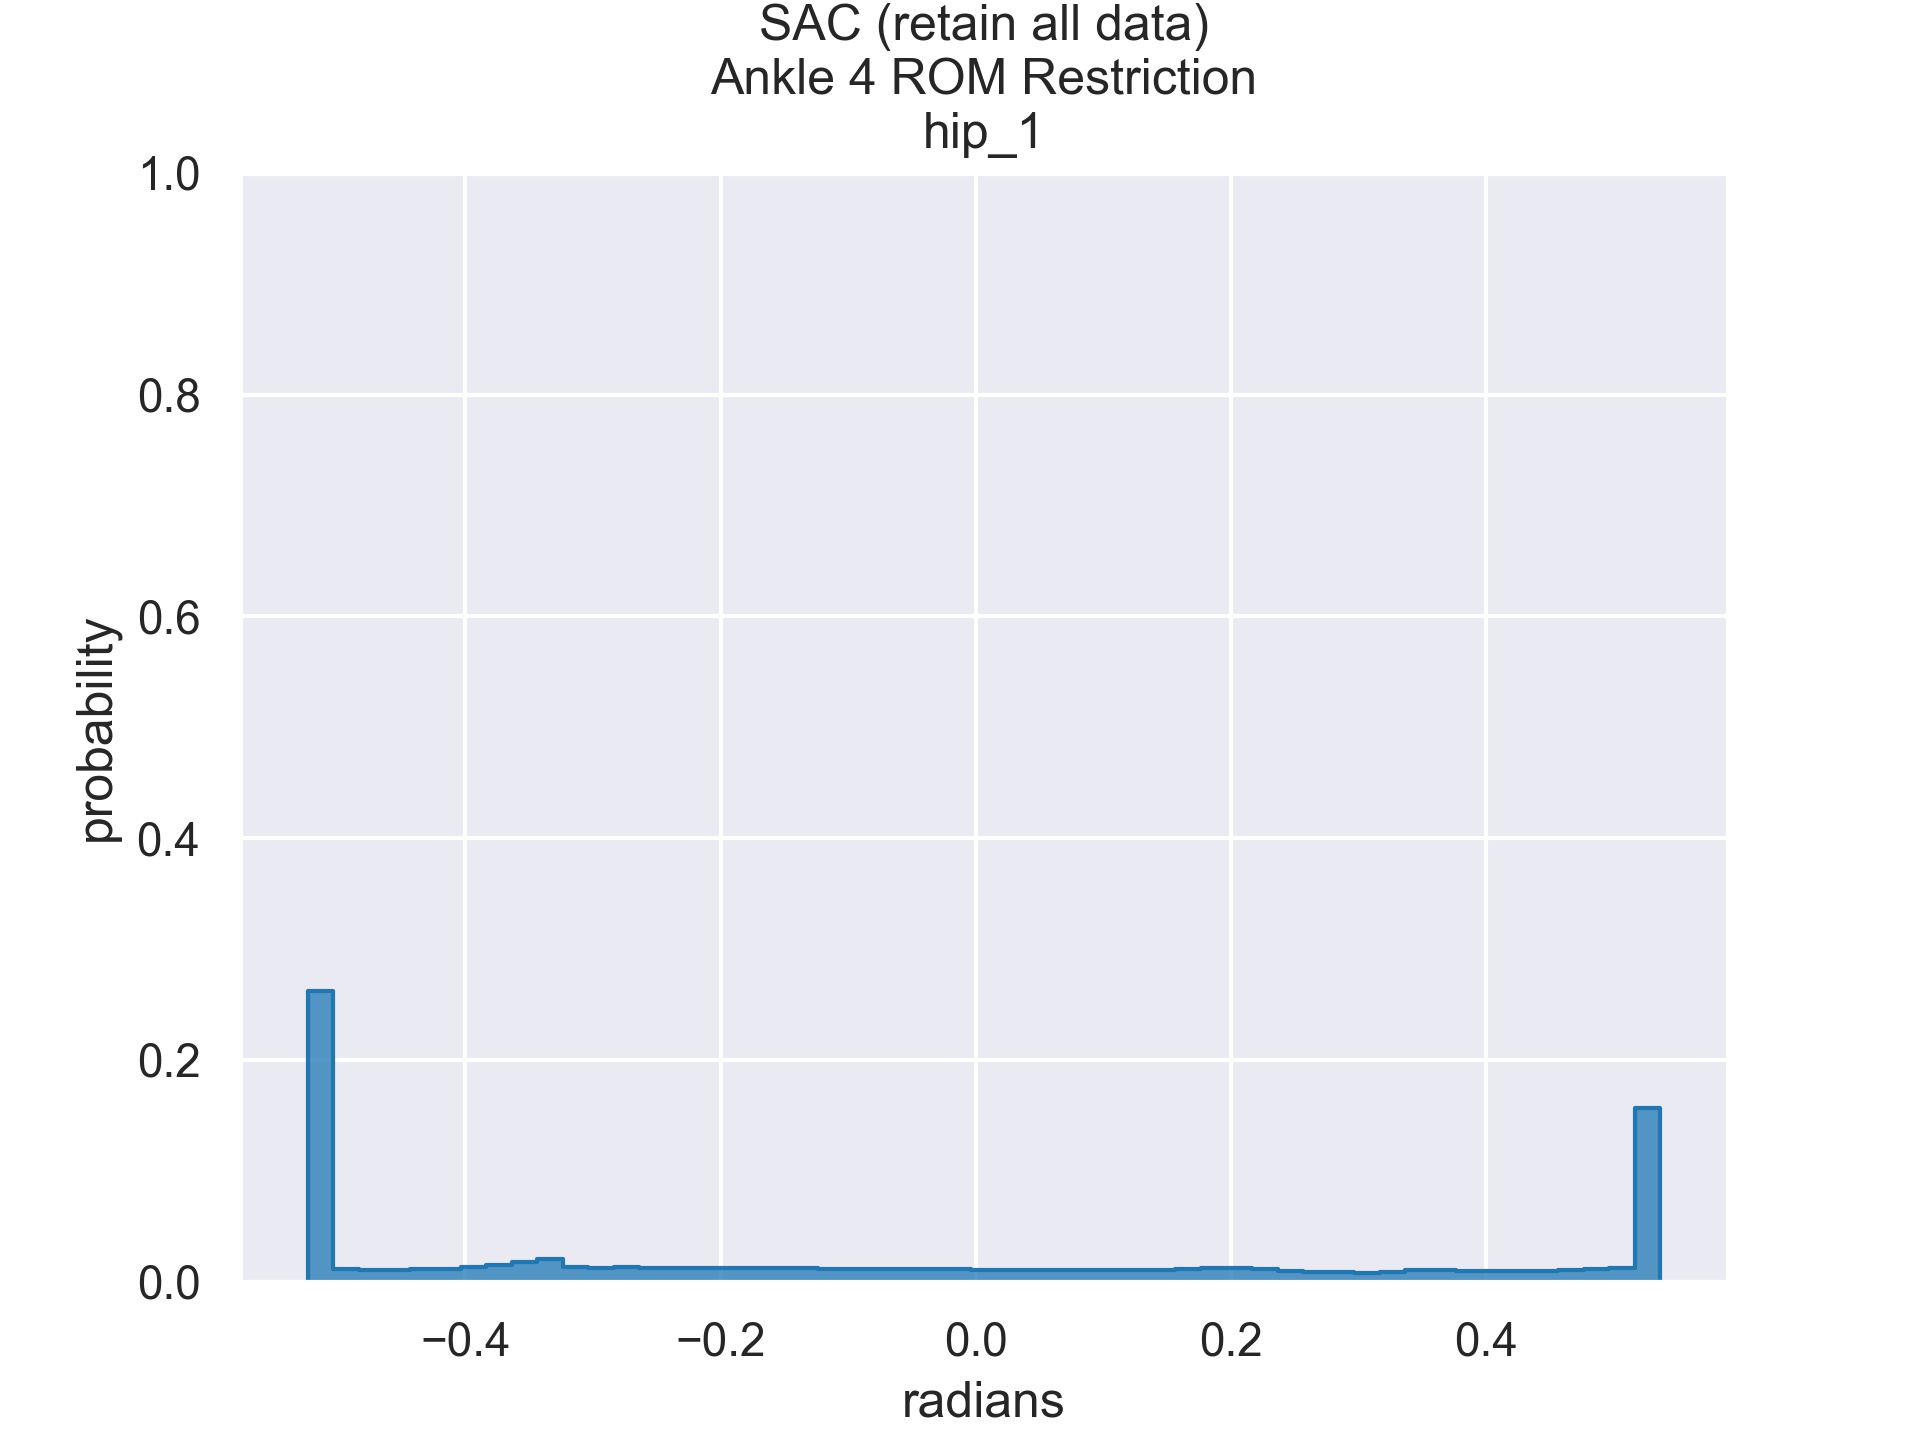 SAC (retain all data)
Ankle 4 ROM Restriction
hip_1
1.0
0.8
0.6
0.4
0.2
0.0
probability
−0.4
−0.2
0.0
0.2
0.4
radians